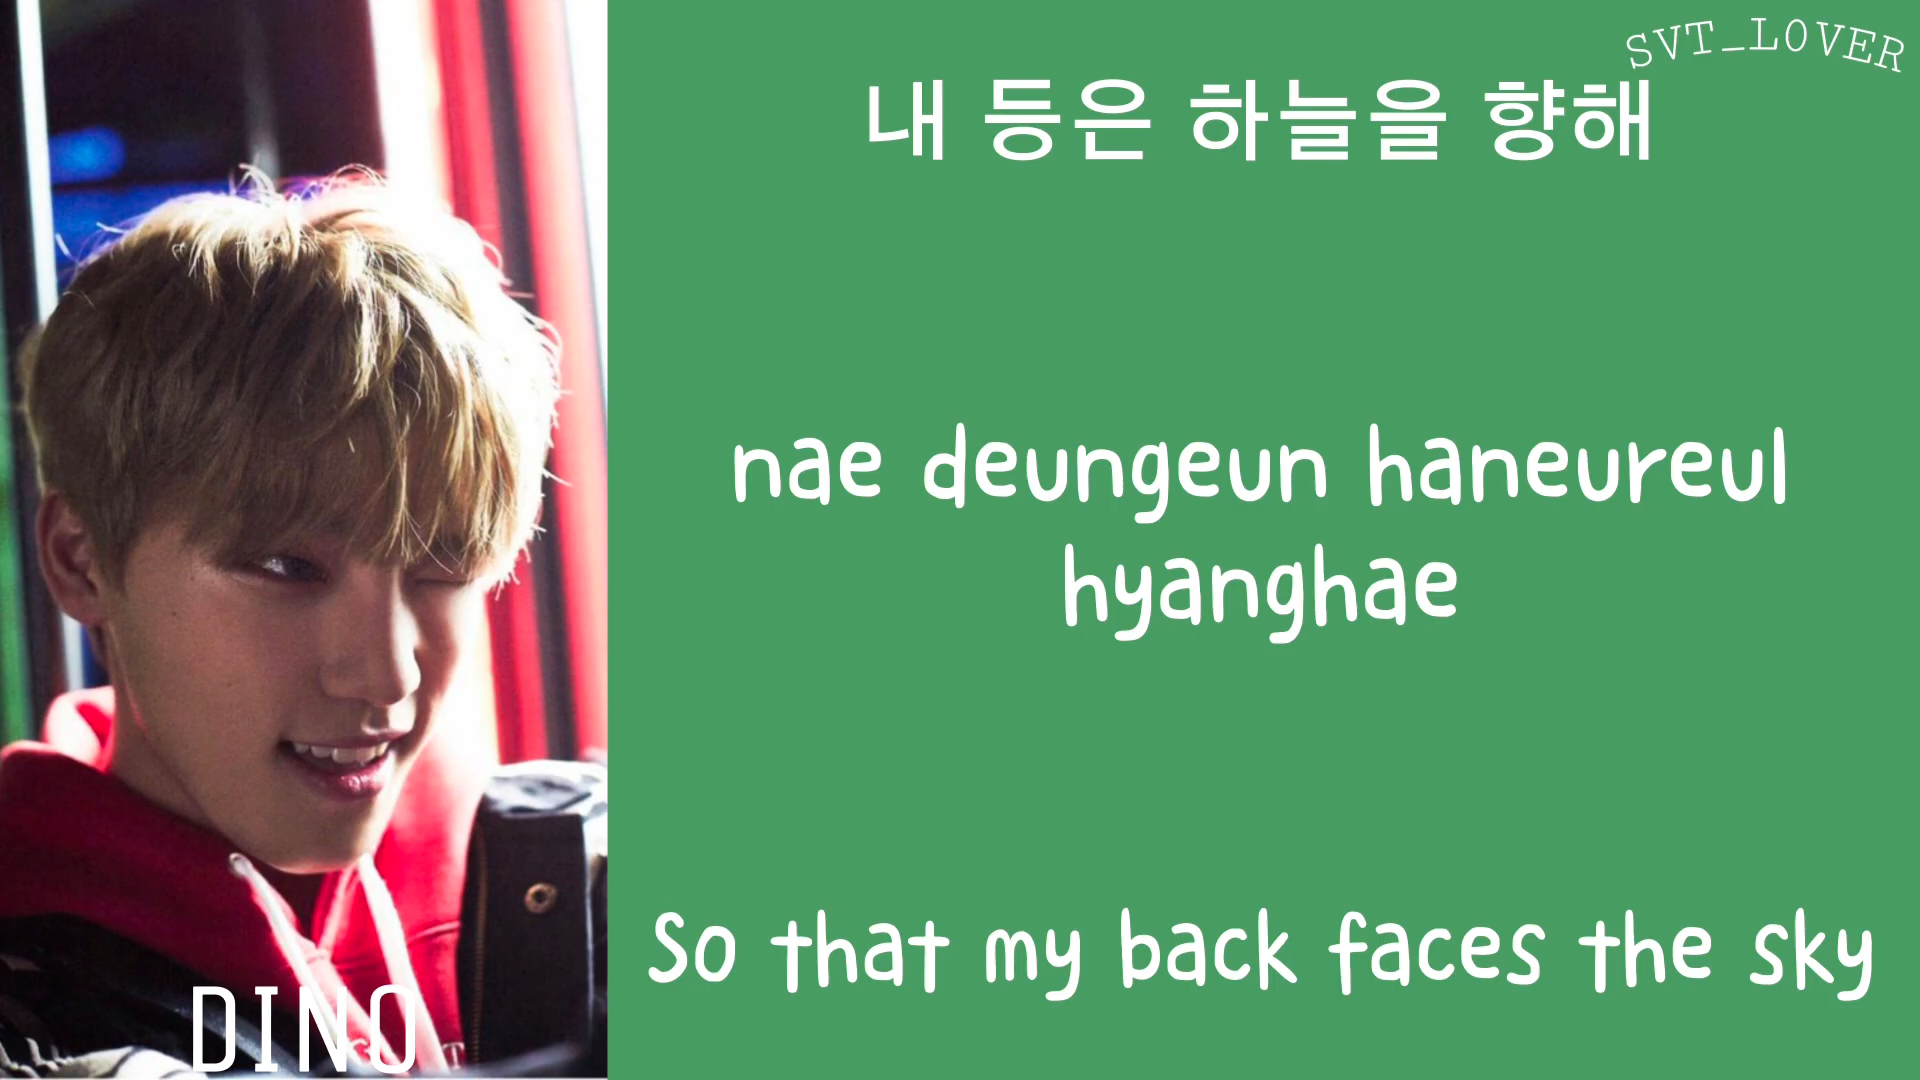 SVT_LOVER
내 등은 하늘을 향해
nae deungeun haneureul
hyanghae
So that my back faces the sky
DINO